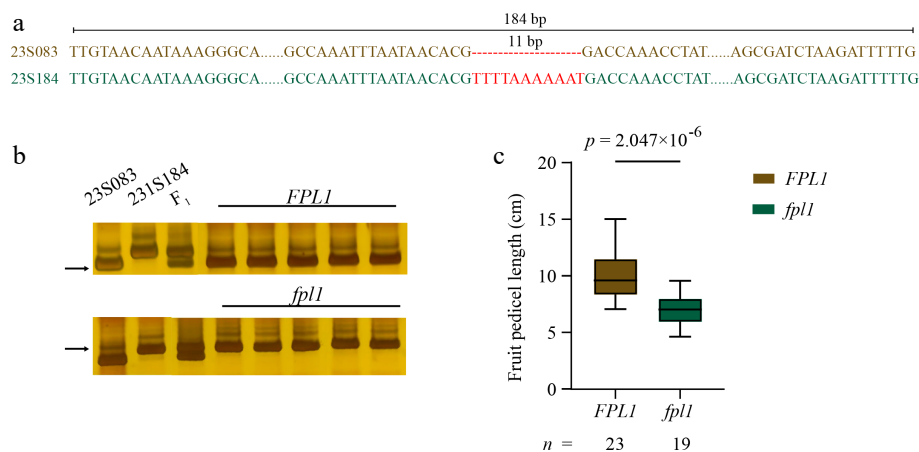 a
184 bp
11 bp
23S083 TTGTAACAATAAAGGGCA......GCCAAATTTAATAACACG--------------------GACCAAACCTAT......AGCGATCTAAGATTTTTG
23S184 TTGTAACAATAAAGGGCA......GCCAAATTTAATAACACGTTTTAAAAAATGACCAAACCTAT......AGCGATCTAAGATTTTTG
b
23S083 231S184 F₁ FPL1
fpl1
c
p = 2.047×10⁻⁶
20
15
10
5
0
Fruit pedicel length (cm)
FPL1 fpl1
n = 23 19
FPL1
fpl1